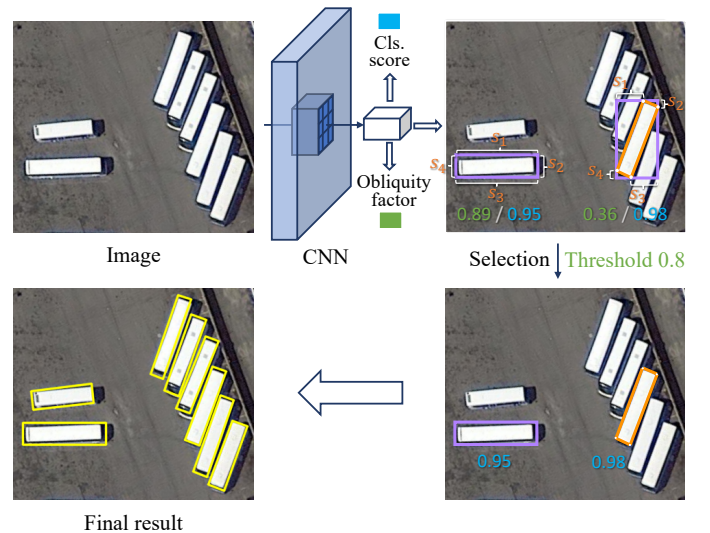 Cls.
score
Obliquity
factor
Image
CNN
s₁
s₂
s₃
s₄
0.89 / 0.95
s₁
s₂
s₃
s₄
0.36 / 0.98
Selection
Threshold 0.8
0.95
0.98
Final result